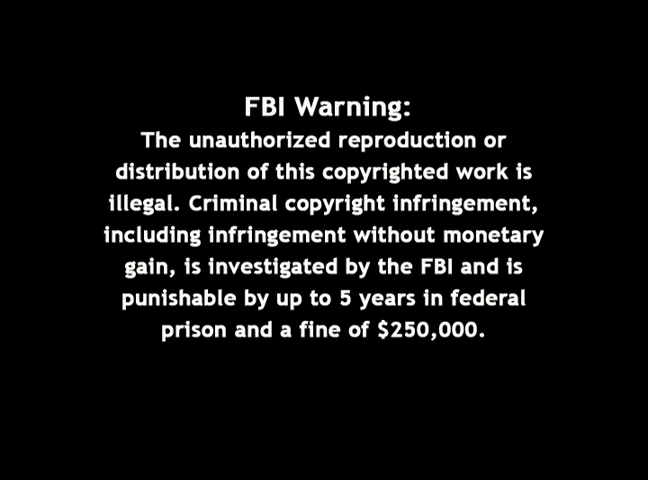 FBI Warning:
The unauthorized reproduction or
distribution of this copyrighted work is
illegal. Criminal copyright infringement,
including infringement without monetary
gain, is investigated by the FBI and is
punishable by up to 5 years in federal
prison and a fine of $250,000.